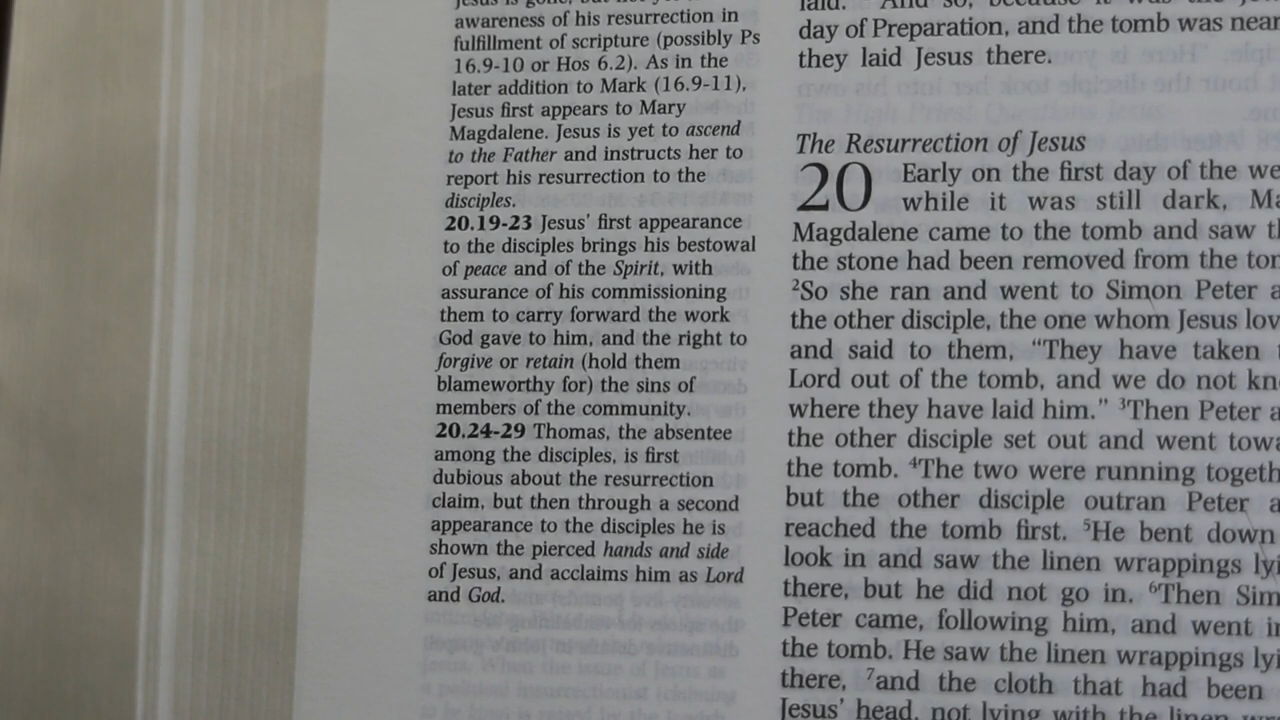 awareness of his resurrection in
fulfillment of scripture (possibly Ps
16.9-10 or Hos 6.2). As in the
later addition to Mark (16.9-11),
Jesus first appears to Mary
Magdalene. Jesus is yet to ascend
to the Father and instructs her to
report his resurrection to the
disciples.
20.19-23 Jesus' first appearance
to the disciples brings his bestowal
of peace and of the Spirit, with
assurance of his commissioning
them to carry forward the work
God gave to him, and the right to
forgive or retain (hold them
blameworthy for) the sins of
members of the community.
20.24-29 Thomas, the absentee
among the disciples, is first
dubious about the resurrection
claim, but then through a second
appearance to the disciples he is
shown the pierced hands and side
of Jesus, and acclaims him as Lord
and God.
day of Preparation, and the tomb was
they laid Jesus there.
The Resurrection of Jesus
20 Early on the first day of the
while it was still dark,
Magdalene came to the tomb and saw
the stone had been removed from the
²So she ran and went to Simon Peter
the other disciple, the one whom Jesus
and said to them, “They have taken
Lord out of the tomb, and we do not
where they have laid him.” ³Then Peter
the other disciple set out and went
the tomb. ⁴The two were running
but the other disciple outran Peter
reached the tomb first. ⁵He bent down
look in and saw the linen wrappings
there, but he did not go in. ⁶Then
Peter came, following him, and went
the tomb. He saw the linen wrappings
there, ⁷and the cloth that had been
Jesus' head, not lying with the linen